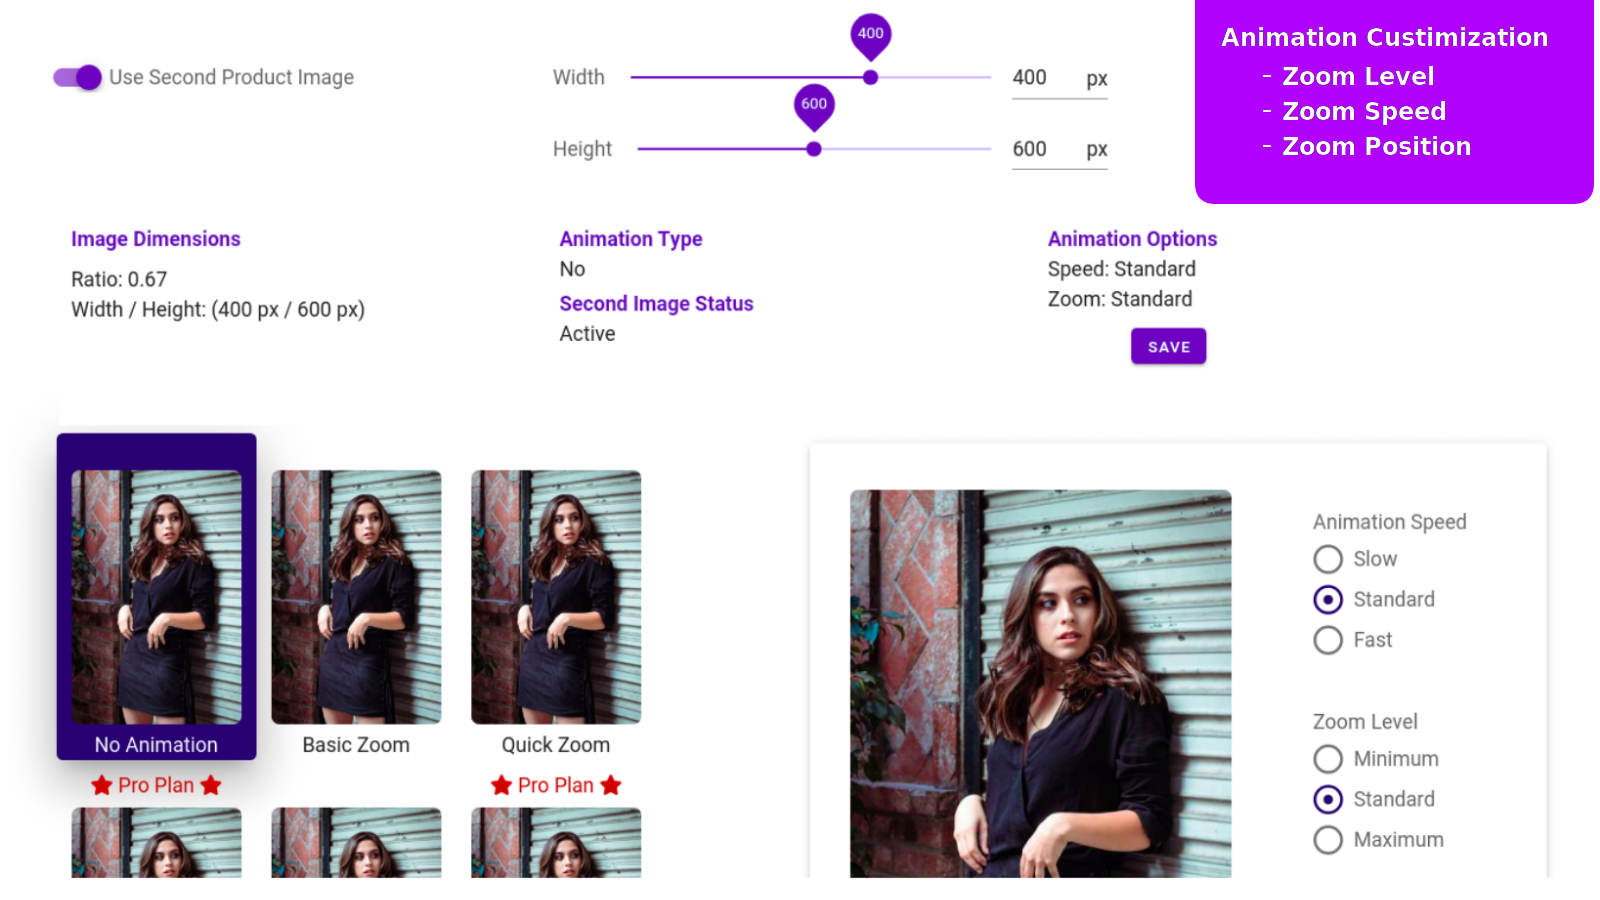 Use Second Product Image
Width
400
400
px
Height
600
600
px
Animation Custimization
- Zoom Level
- Zoom Speed
- Zoom Position
Image Dimensions
Ratio: 0.67
Width / Height: (400 px / 600 px)
Animation Type
No
Second Image Status
Active
Animation Options
Speed: Standard
Zoom: Standard
SAVE
No Animation
Basic Zoom
Quick Zoom
Pro Plan
Pro Plan
Animation Speed
Slow
Standard
Fast
Zoom Level
Minimum
Standard
Maximum